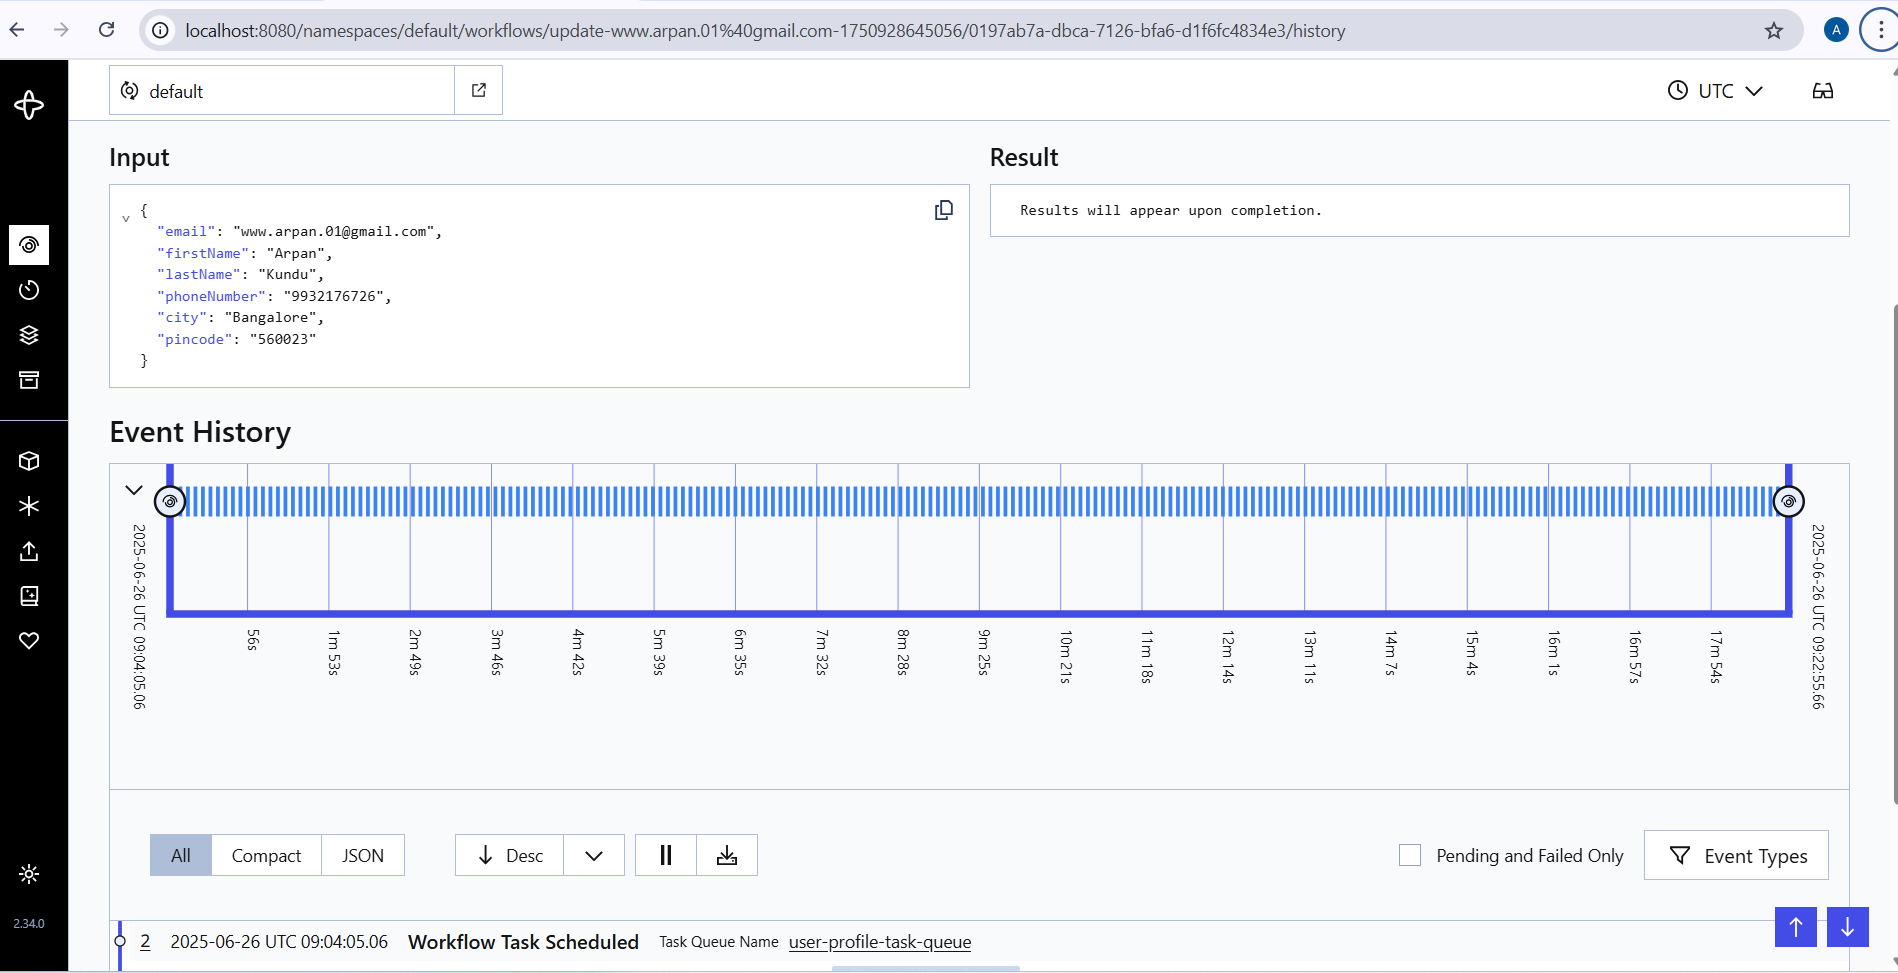 localhost:8080/namespaces/default/workflows/update-www.arpan.01%40gmail.com-1750928645056/0197ab7a-dbca-7126-bfa6-d1f6fc4834e3/history
A
default
UTC
Input
Result
{
"email": "www.arpan.01@gmail.com",
"firstName": "Arpan",
"lastName": "Kundu",
"phoneNumber": "9932176726",
"city": "Bangalore",
"pincode": "560023"
}
Results will appear upon completion.
Event History
2025-06-26 UTC 09:04:05.06
56s
1m 53s
2m 49s
3m 46s
4m 42s
5m 39s
6m 35s
7m 32s
8m 28s
9m 25s
10m 21s
11m 18s
12m 14s
13m 11s
14m 7s
15m 4s
16m 1s
16m 57s
17m 54s
2025-06-26 UTC 09:22:55.66
All
Compact
JSON
Desc
Pending and Failed Only
Event Types
2.34.0
2 2025-06-26 UTC 09:04:05.06 Workflow Task Scheduled Task Queue Name user-profile-task-queue